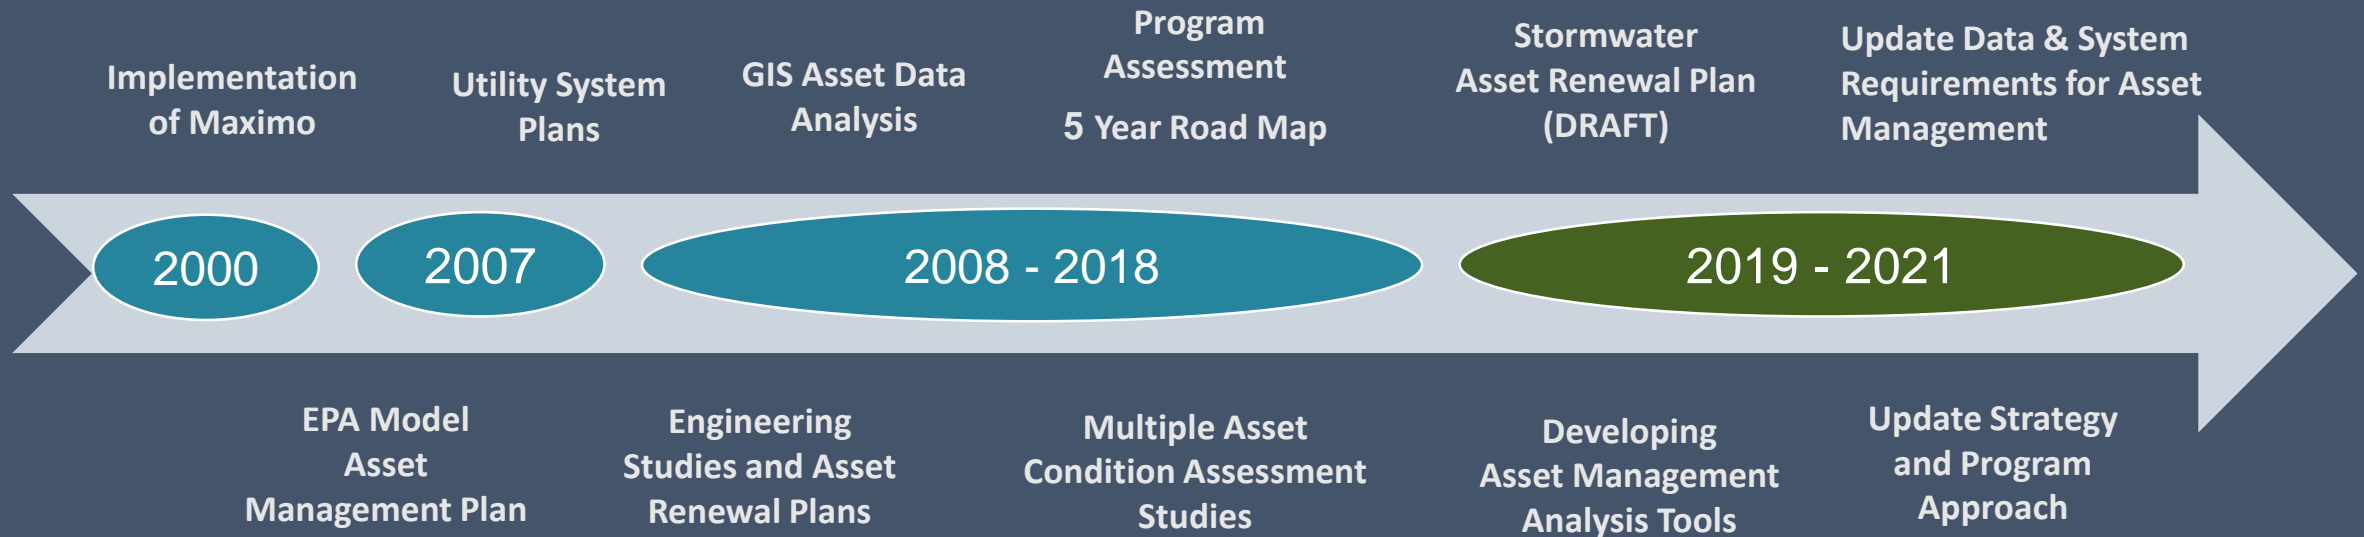 Implementation
of Maximo
Utility System
Plans
GIS Asset Data
Analysis
Program
Assessment
5 Year Road Map
Stormwater
Asset Renewal Plan
(DRAFT)
Update Data & System
Requirements for Asset
Management
2000
2007
2008 - 2018
2019 - 2021
EPA Model
Asset
Management Plan
Engineering
Studies and Asset
Renewal Plans
Multiple Asset
Condition Assessment
Studies
Developing
Asset Management
Analysis Tools
Update Strategy
and Program
Approach